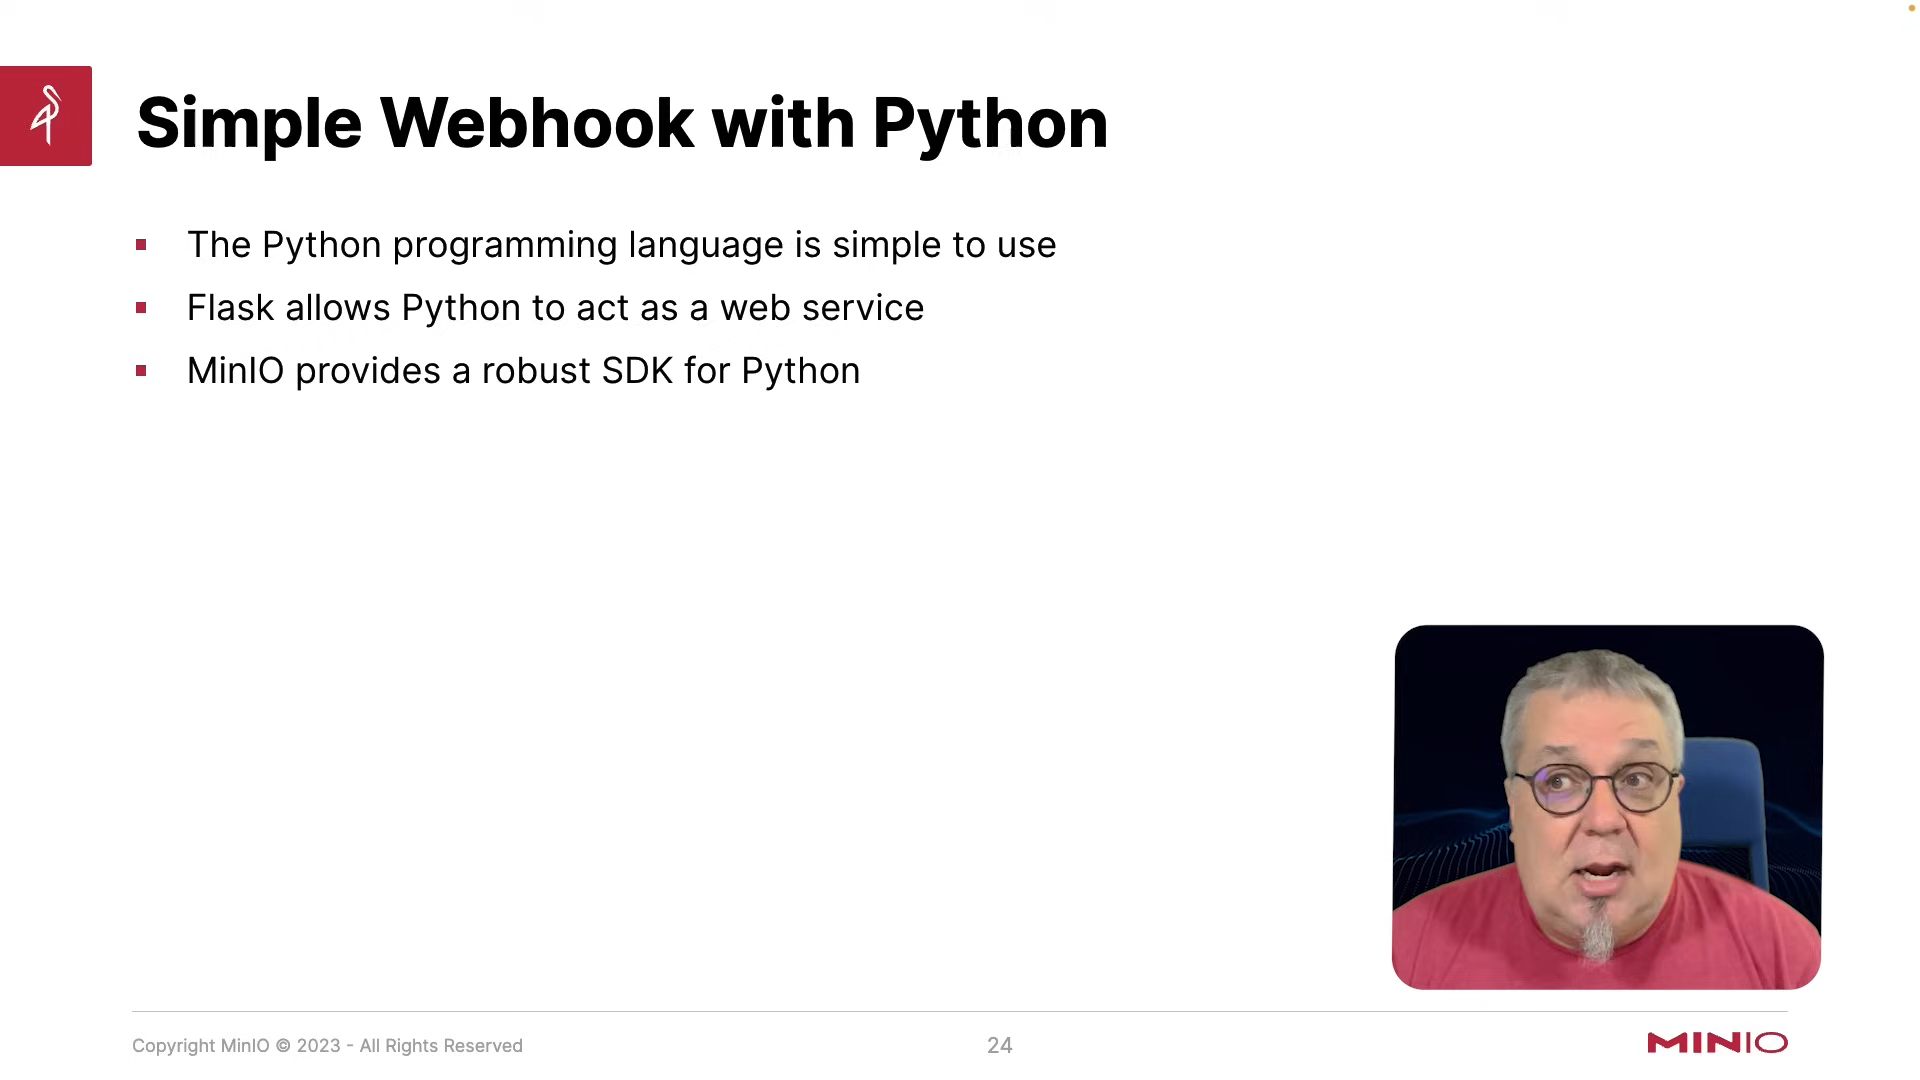 Simple Webhook with Python
The Python programming language is simple to use
Flask allows Python to act as a web service
MinIO provides a robust SDK for Python
Copyright MinIO © 2023 - All Rights Reserved
24
MINIO